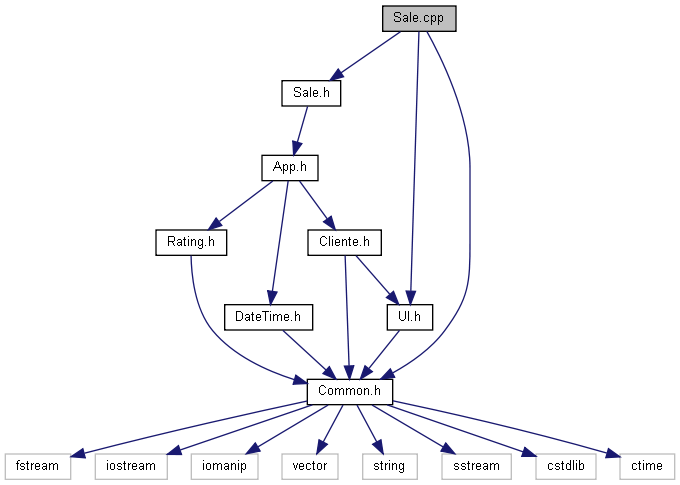 Sale.cpp
Sale.h
App.h
Rating.h
Cliente.h
DateTime.h
UI.h
Common.h
fstream
iostream
iomanip
vector
string
sstream
cstdlib
ctime